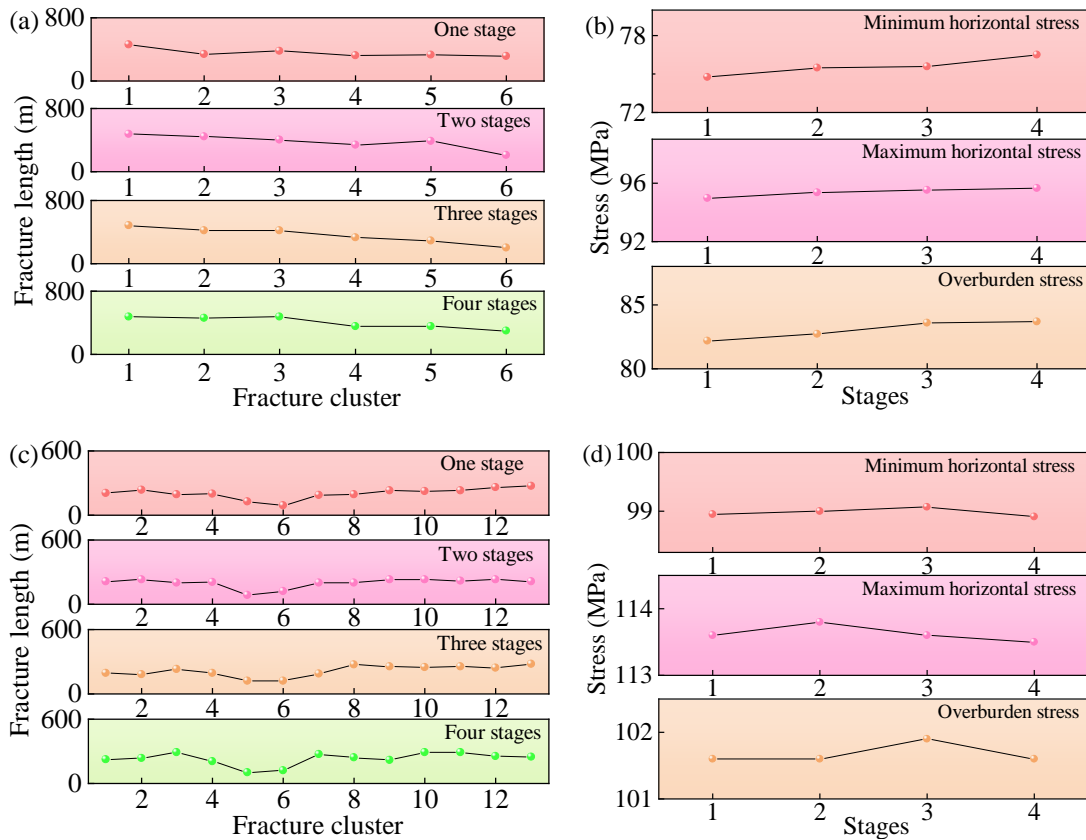 (a)
800
One stage
0
1 2 3 4 5 6
800
Two stages
0
1 2 3 4 5 6
800
Three stages
0
1 2 3 4 5 6
800
Four stages
0
1 2 3 4 5 6
Fracture length (m)
Fracture cluster
(b)
78
Minimum horizontal stress
72
1 2 3 4
Maximum horizontal stress
96
92
1 2 3 4
Overburden stress
85
80
1 2 3 4
Stress (MPa)
Stages
(c)
600
One stage
0
2 4 6 8 10 12
600
Two stages
0
2 4 6 8 10 12
600
Three stages
0
2 4 6 8 10 12
600
Four stages
0
2 4 6 8 10 12
Fracture length (m)
Fracture cluster
(d)
100
Minimum horizontal stress
99
1 2 3 4
Maximum horizontal stress
114
113
1 2 3 4
Overburden stress
102
101
1 2 3 4
Stress (MPa)
Stages